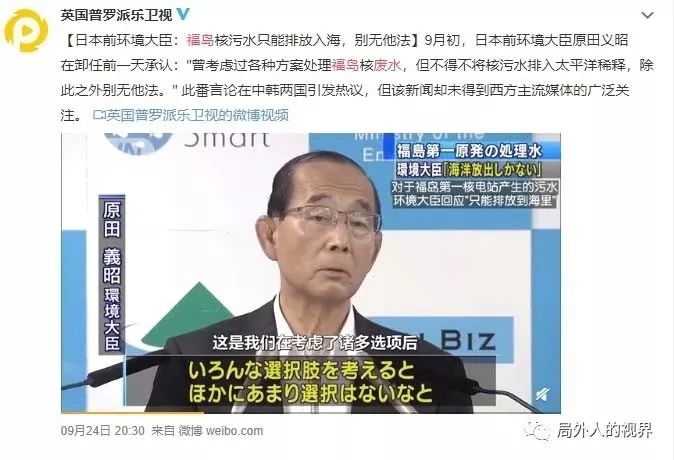 英国普罗派乐卫视
【日本前环境大臣：福岛核污水只能排放入海，别无他法】9月初，日本前环境大臣原田义昭
在卸任前一天承认："曾考虑过各种方案处理福岛核废水，但不得不将核污水排入太平洋稀释，除
此之外别无他法。" 此番言论在中韩两国引发热议，但该新闻却未得到西方主流媒体的广泛关
注。英国普罗派乐卫视的微博视频
Smart
Ministry of the
福島第一原発の処理水
環境大臣「海洋放出しかない」
对于福岛第一核电站产生的污水
环境大臣回应"只能排放到海里"
原田 義昭 環境大臣
BIZ
这是我们在考虑了诸多选项后
いろんな選択肢を考えると
ほかにあまり選択はないなと
09月24日 20:30 来自 微博 weibo.com
局外人的视界